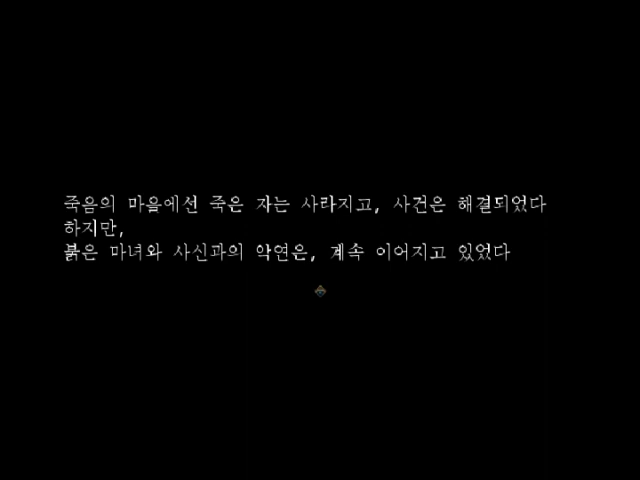 죽음의 마을에선 죽은 자는 사라지고, 사건은 해결되었다
하지만,
붉은 마녀와 사신과의 악연은, 계속 이어지고 있었다